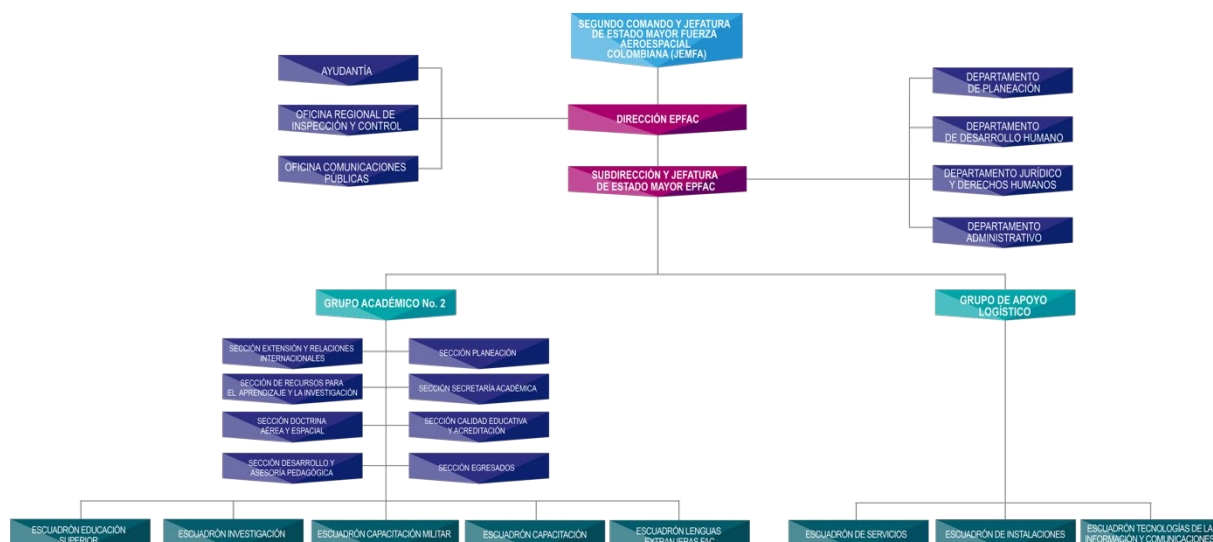 SEGUNDO COMANDO Y JEFATURA
DE ESTADO MAYOR FUERZA
AEROESPACIAL
COLOMBIANA (JEMFA)
AYUDANTÍA
OFICINA REGIONAL DE
INSPECCIÓN Y CONTROL
OFICINA COMUNICACIONES
PÚBLICAS
DIRECCIÓN EPFAC
SUBDIRECCIÓN Y JEFATURA
DE ESTADO MAYOR EPFAC
DEPARTAMENTO
DE PLANEACIÓN
DEPARTAMENTO
DE DESARROLLO HUMANO
DEPARTAMENTO JURÍDICO
Y DERECHOS HUMANOS
DEPARTAMENTO
ADMINISTRATIVO
GRUPO ACADÉMICO No. 2
GRUPO DE APOYO
LOGÍSTICO
SECCIÓN EXTENSIÓN Y RELACIONES
INTERNACIONALES
SECCIÓN PLANEACIÓN
SECCIÓN DE RECURSOS PARA
EL APRENDIZAJE Y LA INVESTIGACIÓN
SECCIÓN SECRETARÍA ACADÉMICA
SECCIÓN DOCTRINA
AÉREA Y ESPACIAL
SECCIÓN CALIDAD EDUCATIVA
Y ACREDITACIÓN
SECCIÓN DESARROLLO Y
ASESORÍA PEDAGÓGICA
SECCIÓN EGRESADOS
ESCUADRÓN EDUCACIÓN
SUPERIOR
ESCUADRÓN INVESTIGACIÓN
ESCUADRÓN CAPACITACIÓN MILITAR
ESCUADRÓN CAPACITACIÓN
ESCUADRÓN LENGUAS
EXTRANJERAS FAC
ESCUADRÓN DE SERVICIOS
ESCUADRÓN DE INSTALACIONES
ESCUADRÓN TECNOLOGÍAS DE LA
INFORMACIÓN Y COMUNICACIONES